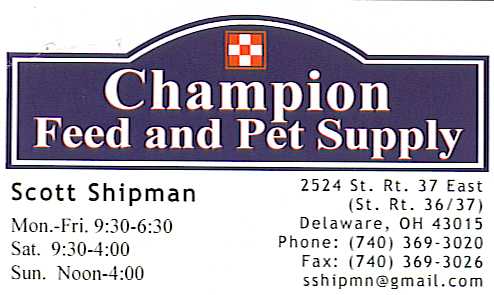 Champion
Feed and Pet Supply
Scott Shipman
Mon.-Fri. 9:30-6:30
Sat. 9:30-4:00
Sun. Noon-4:00
2524 St. Rt. 37 East
(St. Rt. 36/37)
Delaware, OH 43015
Phone: (740) 369-3020
Fax: (740) 369-3026
sshipmn@gmail.com